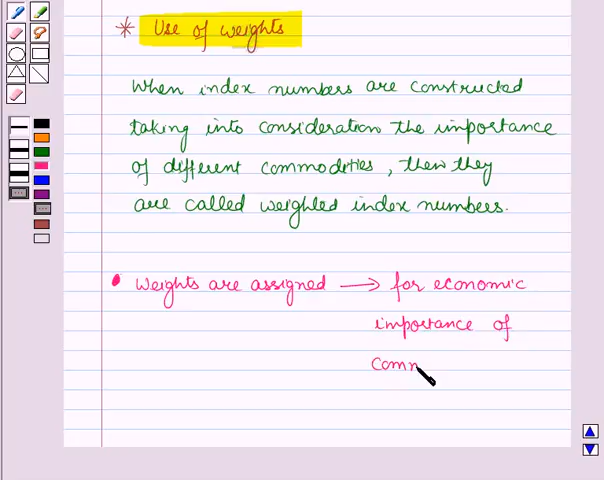 * Use of weights
When index numbers are constructed
taking into consideration the importance
of different commodities, then they
are called weighted index numbers.
• Weights are assigned → for economic
importance of
comm